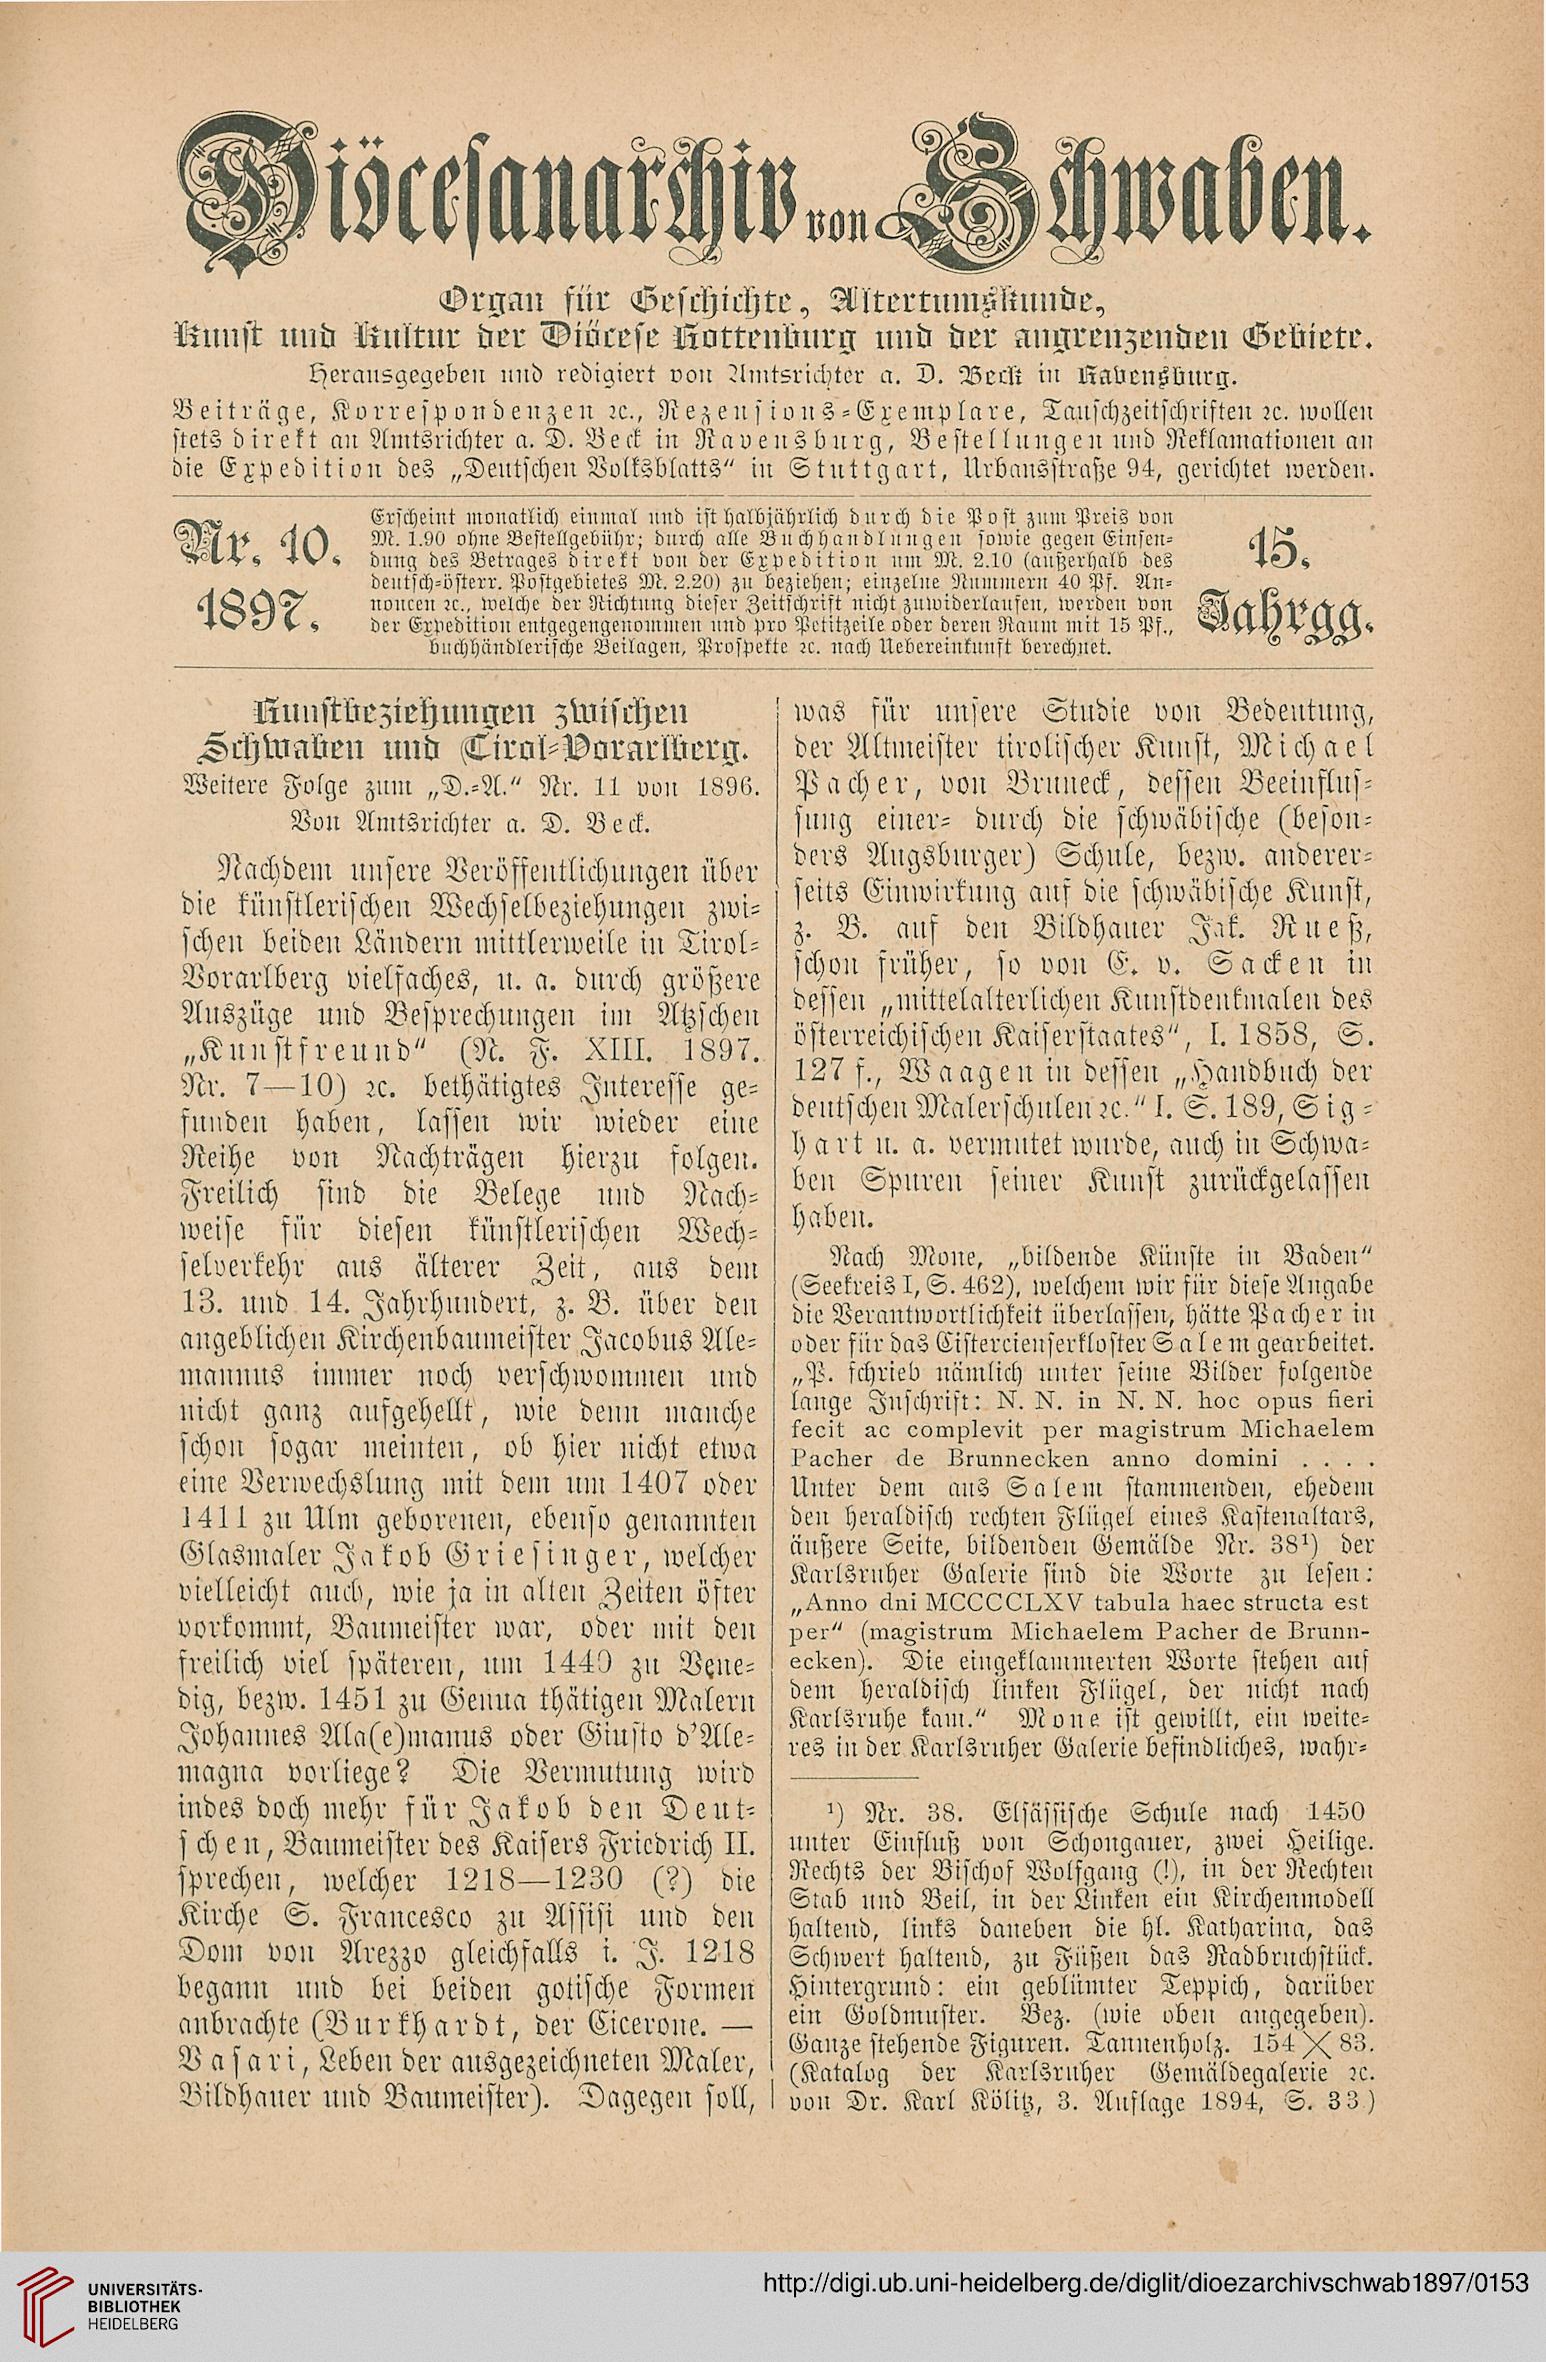 Diöcesanarchiv von Schwaben.
Organ für Geschichte, Altertumskunde,
Kunst und Kultur der Diöcese Rottenburg und der angrenzenden Gebiete.
Herausgegeben und redigiert von Amtsrichter a. D. Beck in Ravensburg.
Beiträge, Korrespondenzen ꝛc., Rezensions-Exemplare, Tauschzeitschriften ꝛc. wollen
stets direkt an Amtsrichter a. D. Beck in Ravensburg, Bestellungen und Reklamationen an
die Expedition des „Deutschen Volksblatts“ in Stuttgart, Urbansstraße 94, gerichtet werden.
Nr. 10.
1897.
Erscheint monatlich einmal und ist halbjährlich durch die Post zum Preis von
M. 1.90 ohne Bestellgebühr; durch alle Buchhandlungen sowie gegen Einsen-
dung des Betrages direkt von der Expedition um M. 2.10 (außerhalb des
deutsch-österr. Postgebietes M. 2.20) zu beziehen; einzelne Nummern 40 Pf. An-
noncen ꝛc., welche der Richtung dieser Zeitschrift nicht zuwiderlaufen, werden von
der Expedition entgegengenommen und pro Petitzeile oder deren Raum mit 15 Pf.,
buchhändlerische Beilagen, Prospekte ꝛc. nach Uebereinkunft berechnet.
15.
Jahrgg.
Kunstbeziehungen zwischen
Schwaben und Tirol-Vorarlberg.
Weitere Folge zum „D.-A.“ Nr. 11 von 1896.
Von Amtsrichter a. D. Beck.
Nachdem unsere Veröffentlichungen über
die künstlerischen Wechselbeziehungen zwi-
schen beiden Ländern mittlerweile in Tirol-
Vorarlberg vielfaches, u. a. durch größere
Auszüge und Besprechungen im Atzschen
„Kunstfreund“ (N. F. XIII. 1897.
Nr. 7—10) ꝛc. bethätigtes Interesse ge-
funden haben, lassen wir wieder eine
Reihe von Nachträgen hierzu folgen.
Freilich sind die Belege und Nach-
weise für diesen künstlerischen Wech-
selverkehr aus älterer Zeit, aus dem
13. und 14. Jahrhundert, z. B. über den
angeblichen Kirchenbaumeister Jacobus Ale-
mannus immer noch verschwommen und
nicht ganz aufgehellt, wie denn manche
schon sogar meinten, ob hier nicht etwa
eine Verwechslung mit dem um 1407 oder
1411 zu Ulm geborenen, ebenso genannten
Glasmaler Jakob Griesinger, welcher
vielleicht auch, wie ja in alten Zeiten öfter
vorkommt, Baumeister war, oder mit den
freilich viel späteren, um 1440 zu Vene-
dig, bezw. 1451 zu Genua thätigen Malern
Johannes Ala(e)manus oder Giusto d’Ale-
magna vorliege? Die Vermutung wird
indes doch mehr für Jakob den Deut-
schen, Baumeister des Kaisers Friedrich II.
sprechen, welcher 1218—1230 (?) die
Kirche S. Francesco zu Assisi und den
Dom von Arezzo gleichfalls i. J. 1218
begann und bei beiden gotische Formen
anbrachte (Burkhardt, der Cicerone. —
Vasari, Leben der ausgezeichneten Maler,
Bildhauer und Baumeister). Dagegen soll,
was für unsere Studie von Bedeutung,
der Altmeister tirolischer Kunst, Michael
Pacher, von Bruneck, dessen Beeinflus-
sung einer- durch die schwäbische (beson-
ders Augsburger) Schule, bezw. anderer-
seits Einwirkung auf die schwäbische Kunst,
z. B. auf den Bildhauer Jak. Rueß,
schon früher, so von E. v. Sacken in
dessen „mittelalterlichen Kunstdenkmalen des
österreichischen Kaiserstaates“, I. 1858, S.
127 f., Waagen in dessen „Handbuch der
deutschen Malerschulen ꝛc.“ I. S. 189, Sig-
hart u. a. vermutet wurde, auch in Schwa-
ben Spuren seiner Kunst zurückgelassen
haben.
Nach Mone, „bildende Künste in Baden“
(Seekreis I, S. 462), welchem wir für diese Angabe
die Verantwortlichkeit überlassen, hätte Pacher in
oder für das Cistercienserkloster Salem gearbeitet.
„P. schrieb nämlich unter seine Bilder folgende
lange Inschrift: N. N. in N. N. hoc opus fieri
fecit ac complevit per magistrum Michaelem
Pacher de Brunnecken anno domini . . . .
Unter dem aus Salem stammenden, ehedem
den heraldisch rechten Flügel eines Kastenaltars,
äußere Seite, bildenden Gemälde Nr. 38¹) der
Karlsruher Galerie sind die Worte zu lesen:
„Anno dni MCCCCLXV tabula haec structa est
per“ (magistrum Michaelem Pacher de Brunn-
ecken). Die eingeklammerten Worte stehen auf
dem heraldisch linken Flügel, der nicht nach
Karlsruhe kam.“ Mone ist gewillt, ein weite-
res in der Karlsruher Galerie befindliches, wahr-
¹) Nr. 38. Elsässische Schule nach 1450
unter Einfluß von Schongauer, zwei Heilige.
Rechts der Bischof Wolfgang (!), in der Rechten
Stab und Beil, in der Linken ein Kirchenmodell
haltend, links daneben die hl. Katharina, das
Schwert haltend, zu Füßen das Radbruchstück.
Hintergrund: ein geblümter Teppich, darüber
ein Goldmuster. Bez. (wie oben angegeben).
Ganze stehende Figuren. Tannenholz. 154 ✕ 83.
(Katalog der Karlsruher Gemäldegalerie ꝛc.
von Dr. Karl Kölitz, 3. Auflage 1894, S. 33.)
UNIVERSITÄTS-
BIBLIOTHEK
HEIDELBERG
http://digi.ub.uni-heidelberg.de/diglit/dioezarchivschwab1897/0153